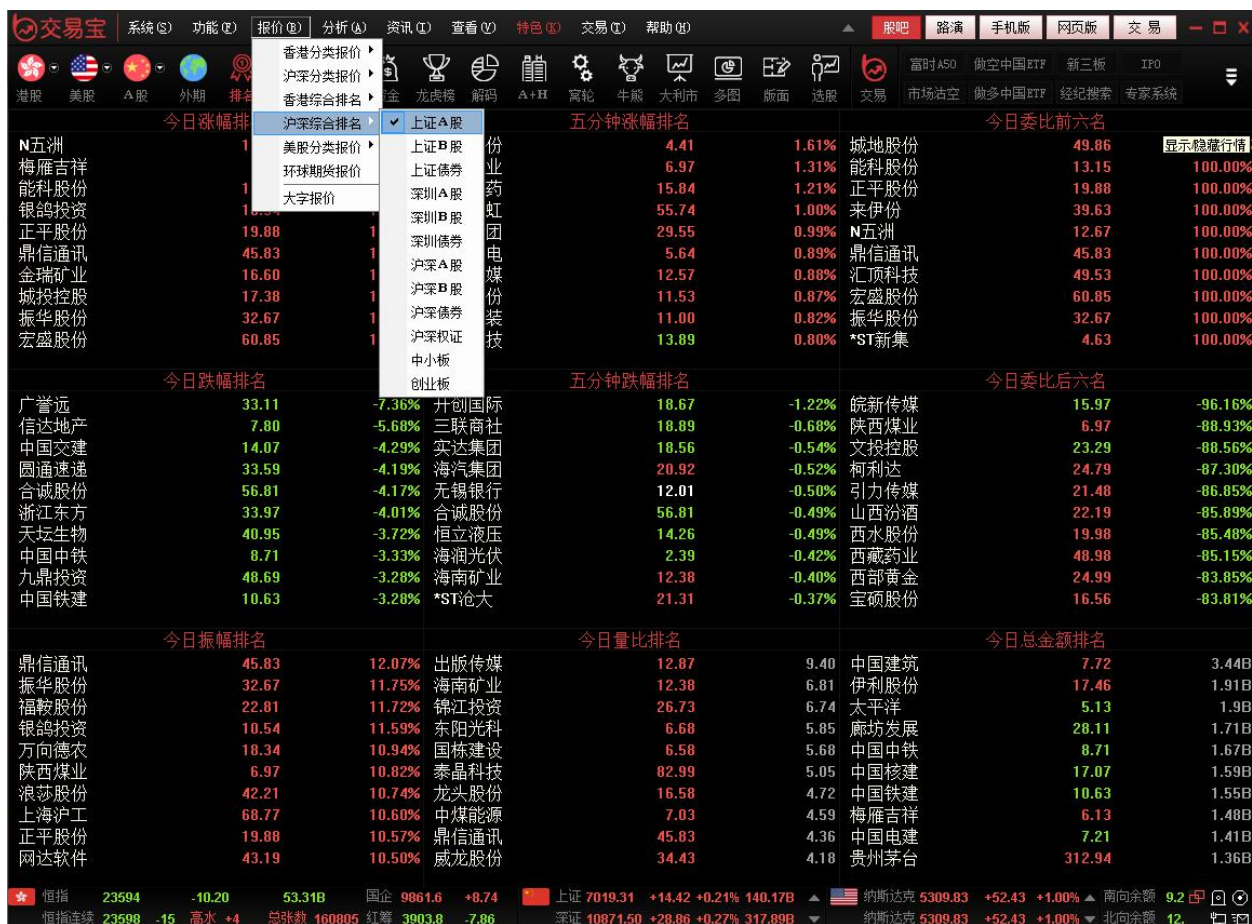 交易宝 系统(S) 功能(F) 报价(B) 分析(A) 资讯(I) 查看(V) 特色(K) 交易(T) 帮助(H) 股吧 路演 手机版 网页版 交 易
富时A50 做空中国ETF 新三板 IPO
港股 美股 A股 外期 龙虎榜 解码 A+H 窝轮 牛熊 大利市 多图 版面 选股 交易 市场沽空 做多中国ETF 经纪搜索 专家系统
香港分类报价
沪深分类报价
香港综合排名
沪深综合排名
美股分类报价
环球期货报价
大字报价
上证A股
上证B股
上证债券
深圳A股
深圳B股
深圳债券
沪深A股
沪深B股
沪深债券
沪深权证
中小板
创业板
显示/隐藏行情
今日涨幅排
N五洲 1
梅雁吉祥
能科股份 1
银鸽投资
正平股份 19.88 1
鼎信通讯 45.83 1
金瑞矿业 16.60 1
城投控股 17.38 1
振华股份 32.67 1
宏盛股份 60.85 1
五分钟涨幅排名
份 4.41 1.61%
业 6.97 1.31%
药 15.84 1.21%
虹 55.74 1.00%
团 29.55 0.99%
电 5.64 0.89%
媒 12.57 0.88%
份 11.53 0.87%
装 11.00 0.82%
技 13.89 0.80%
今日委比前六名
城地股份 49.86
能科股份 13.15 100.00%
正平股份 19.88 100.00%
来伊份 39.63 100.00%
N五洲 12.67 100.00%
鼎信通讯 45.83 100.00%
汇顶科技 49.53 100.00%
宏盛股份 60.85 100.00%
振华股份 32.67 100.00%
*ST新集 4.63 100.00%
今日跌幅排名
广誉远 33.11 -7.36%
信达地产 7.80 -5.68%
中国交建 14.07 -4.29%
圆通速递 33.59 -4.19%
合诚股份 56.81 -4.17%
浙江东方 33.97 -4.01%
天坛生物 40.95 -3.72%
中国中铁 8.71 -3.33%
九鼎投资 48.69 -3.28%
中国铁建 10.63 -3.28%
五分钟跌幅排名
开创国际 18.67 -1.22%
三联商社 18.89 -0.68%
实达集团 18.56 -0.54%
海汽集团 20.92 -0.52%
无锡银行 12.01 -0.50%
合诚股份 56.81 -0.49%
恒立液压 14.26 -0.49%
海润光伏 2.39 -0.42%
海南矿业 12.38 -0.40%
*ST沧大 21.31 -0.37%
今日委比后六名
皖新传媒 15.97 -96.16%
陕西煤业 6.97 -88.93%
文投控股 23.29 -88.56%
柯利达 24.79 -87.30%
引力传媒 21.48 -86.85%
山西汾酒 22.19 -85.89%
西水股份 19.98 -85.48%
西藏药业 48.98 -85.15%
西部黄金 24.99 -83.85%
宝硕股份 16.56 -83.81%
今日振幅排名
鼎信通讯 45.83 12.07%
振华股份 32.67 11.75%
福鞍股份 22.81 11.72%
银鸽投资 10.54 11.59%
万向德农 18.34 10.94%
陕西煤业 6.97 10.82%
浪莎股份 42.21 10.74%
上海沪工 68.77 10.60%
正平股份 19.88 10.57%
网达软件 43.19 10.50%
今日量比排名
出版传媒 12.87 9.40
海南矿业 12.38 6.81
锦江投资 26.73 6.74
东阳光科 6.68 5.85
国栋建设 6.58 5.68
泰晶科技 82.99 5.05
龙头股份 16.58 4.72
中煤能源 7.03 4.59
鼎信通讯 45.83 4.36
威龙股份 34.43 4.18
今日总金额排名
中国建筑 7.72 3.44B
伊利股份 17.46 1.91B
太平洋 5.13 1.9B
廊坊发展 28.11 1.71B
中国中铁 8.71 1.67B
中国核建 17.07 1.59B
中国铁建 10.63 1.55B
梅雁吉祥 6.13 1.48B
中国电建 7.21 1.41B
贵州茅台 312.94 1.36B
恒指 23594 -10.20 53.31B 国企 9861.6 +8.74 上证 7019.31 +14.42 +0.21% 140.17B 纳斯达克 5309.83 +52.43 +1.00% 南向余额 9.2
恒指连续 23598 -15 高水 +4 总张数 160805 红筹 3903.8 -7.86 深证 10871.50 +28.86 +0.27% 317.89B 纳斯达克 5309.83 +52.43 +1.00% 北向余额 12.